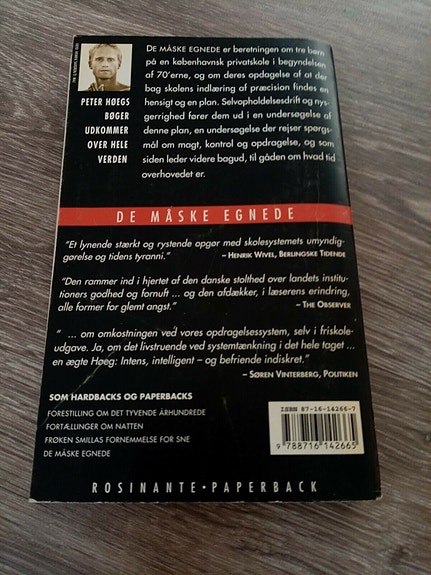 DE MÅSKE EGNEDE er beretningen om tre børn
på en københavnsk privatskole i begyndelsen
af 70'erne, og om deres opdagelse af at der
bag skolens indlæring af præcision findes en
hensigt og en plan. Selvopholdelsesdrift og nys-
gerrighed fører dem ud i en undersøgelse af
denne plan, en undersøgelse der rejser spørgs-
mål om magt, kontrol og opdragelse, og som
siden leder videre bagud, til gåden om hvad tid
overhovedet er.
PETER HØEGS
BØGER
UDKOMMER
OVER HELE
VERDEN
DE MÅSKE EGNEDE
"Et lynende stærkt og rystende opgør med skolesystemets umyndig-
gørelse og tidens tyranni."
– HENRIK WIVEL, BERLINGSKE TIDENDE
"Den rammer ind i hjertet af den danske stolthed over landets institu-
tioners godhed og fornuft ... og den afdækker, i læserens erindring,
alle former for glemt angst."
– THE OBSERVER
" ... om omkostningen ved vores opdragelsessystem, selv i friskole-
udgave. Ja, om det livstruende ved systemtænkning i det hele taget ...
en ægte Høeg: Intens, intelligent – og befriende indiskret."
– SØREN VINTERBERG, POLITIKEN
SOM HARDBACKS OG PAPERBACKS
FORESTILLING OM DET TYVENDE ÅRHUNDREDE
FORTÆLLINGER OM NATTEN
FRØKEN SMILLAS FORNEMMELSE FOR SNE
DE MÅSKE EGNEDE
ISBN 87-16-14266-7
9 788716 142665
ROSINANTE • PAPERBACK